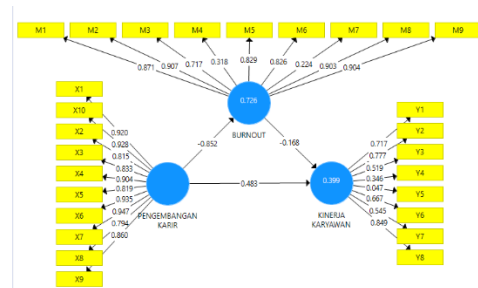 M1 M2 M3 M4 M5 M6 M7 M8 M9
0.871 0.907 0.717 0.318 0.829 0.826 0.224 0.903 0.904
0.726
BURNOUT
-0.852
-0.168
X1
X10
X2
X3
X4
X5
X6
X7
X8
X9
0.920
0.928
0.815
0.833
0.904
0.819
0.935
0.947
0.794
0.860
PENGEMBANGAN
KARIR
0.483
0.399
KINERJA
KARYAWAN
0.717
0.777
0.519
0.346
0.047
0.667
0.545
0.849
Y1
Y2
Y3
Y4
Y5
Y6
Y7
Y8